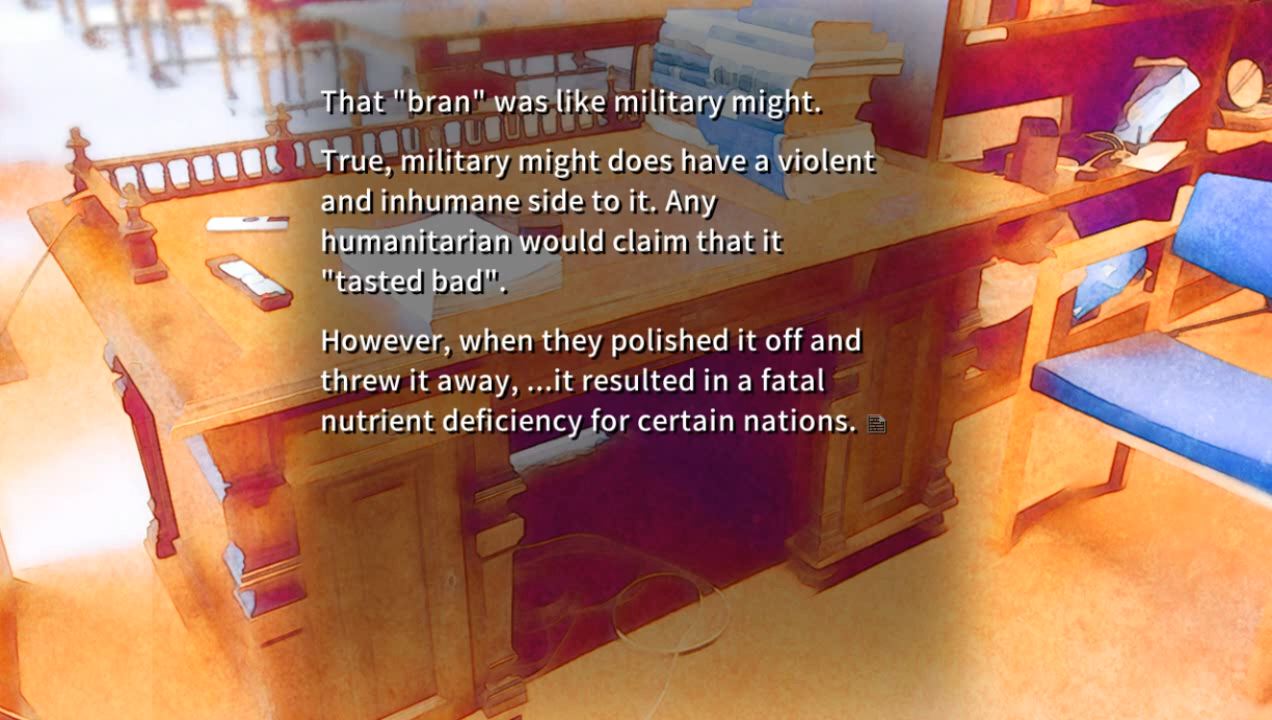 That "bran" was like military might.
True, military might does have a violent
and inhumane side to it. Any
humanitarian would claim that it
"tasted bad".
However, when they polished it off and
threw it away, ...it resulted in a fatal
nutrient deficiency for certain nations.